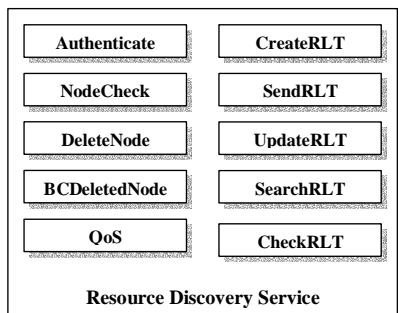 Authenticate
CreateRLT
NodeCheck
SendRLT
DeleteNode
UpdateRLT
BCDeletedNode
SearchRLT
QoS
CheckRLT
Resource Discovery Service